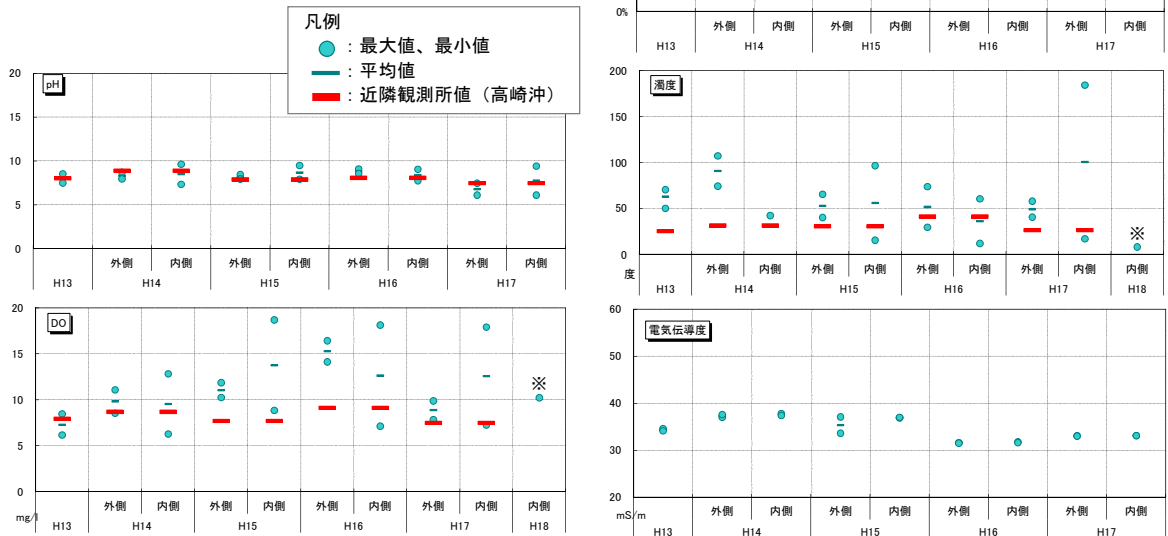 凡例
：最大値、最小値
：平均値
：近隣観測所値（高崎沖）
0%
外側 内側 外側 内側 外側 内側 外側 内側
H13 H14 H15 H16 H17
pH
20
15
10
5
0
外側 内側 外側 内側 外側 内側 外側 内側
H13 H14 H15 H16 H17
濁度
200
150
100
50
0
度
※
外側 内側 外側 内側 外側 内側 外側 内側 内側
H13 H14 H15 H16 H17 H18
DO
20
15
10
5
0
mg/l
※
外側 内側 外側 内側 外側 内側 外側 内側 内側
H13 H14 H15 H16 H17 H18
電気伝導度
60
50
40
30
20
mS/m
外側 内側 外側 内側 外側 内側 外側 内側
H13 H14 H15 H16 H17